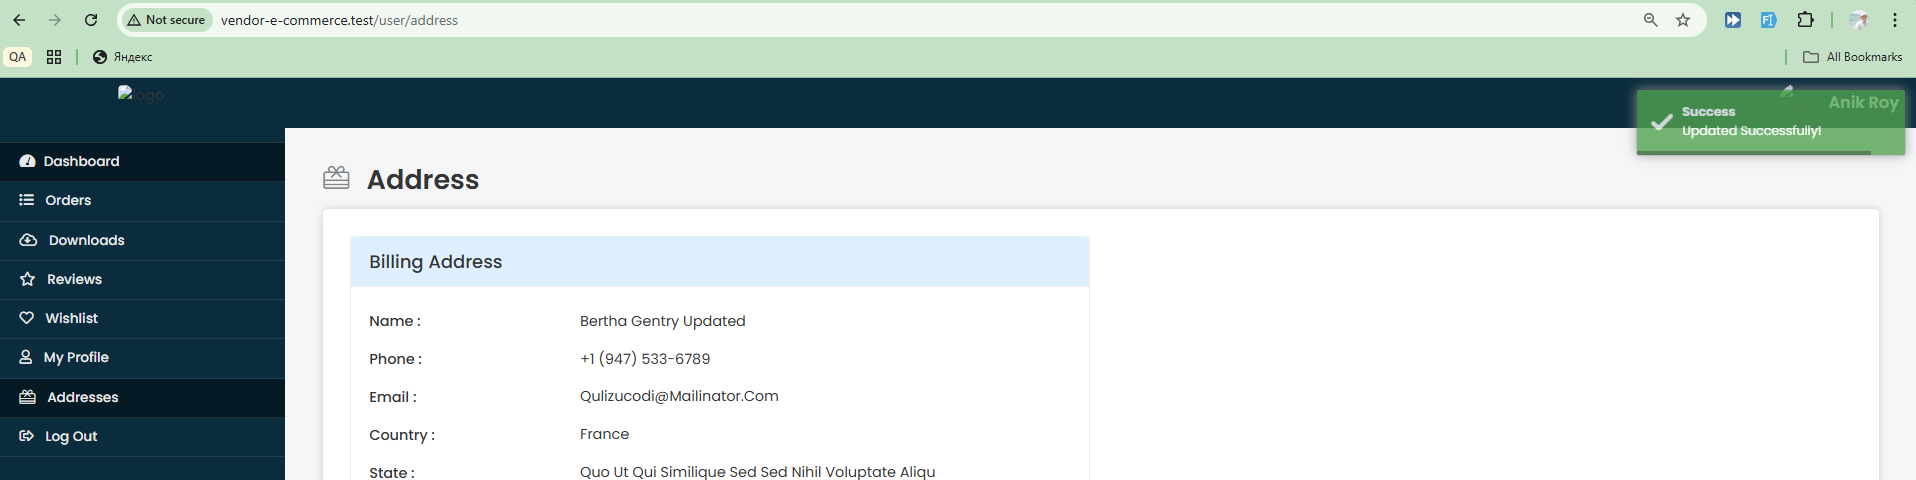 Not secure vendor-e-commerce.test/user/address
QA Яндекс All Bookmarks
logo
Anik Roy
Success
Updated Successfully!
Dashboard
Orders
Downloads
Reviews
Wishlist
My Profile
Addresses
Log Out
Address
Billing Address
Name : Bertha Gentry Updated
Phone : +1 (947) 533-6789
Email : Qulizucodi@Mailinator.Com
Country : France
State : Quo Ut Qui Similique Sed Sed Nihil Voluptate Aliqu